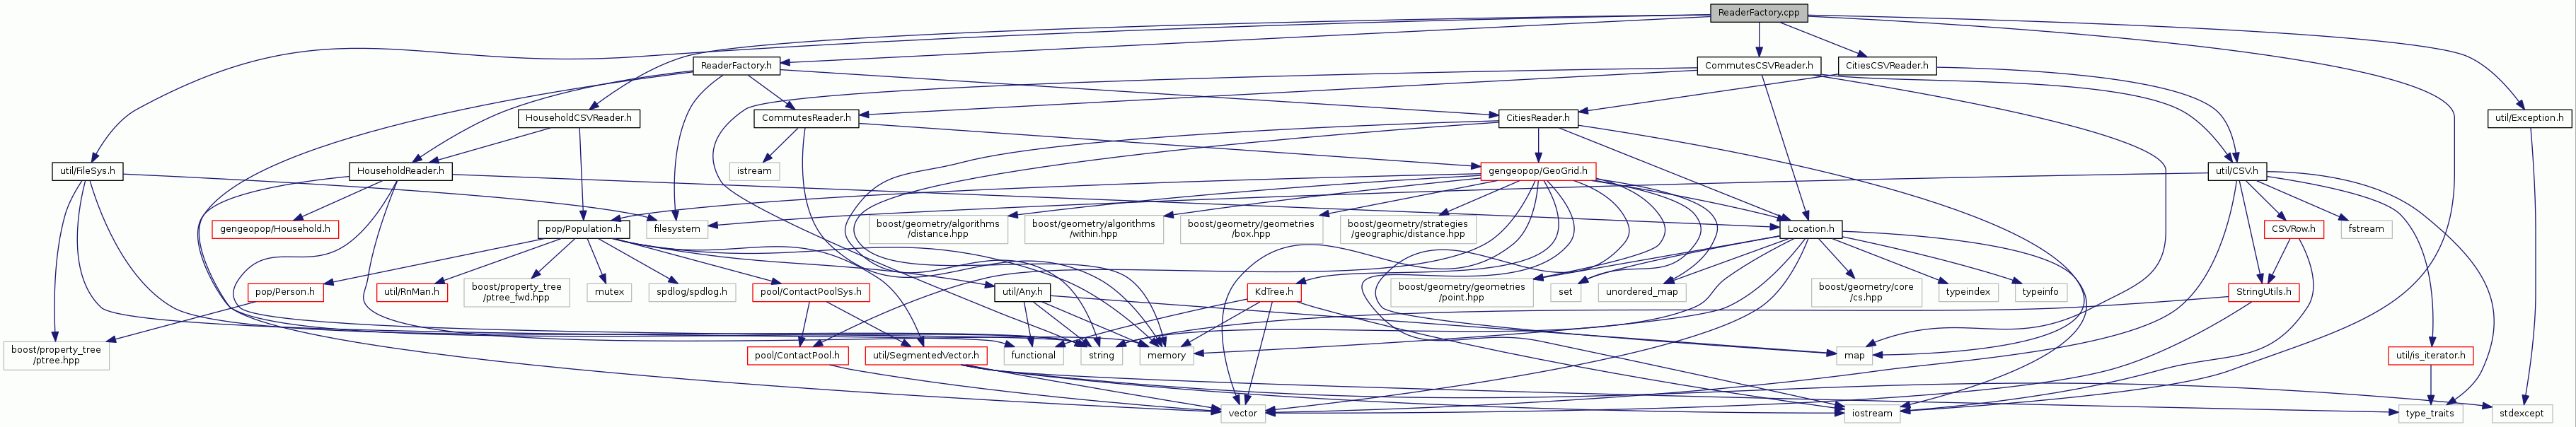 ReaderFactory.cpp
ReaderFactory.h
CommutesCSVReader.h
CitiesCSVReader.h
HouseholdCSVReader.h
CommutesReader.h
CitiesReader.h
util/Exception.h
util/FileSys.h
HouseholdReader.h
istream
gengeopop/GeoGrid.h
util/CSV.h
gengeopop/Household.h
pop/Population.h
filesystem
boost/geometry/algorithms
/distance.hpp
boost/geometry/algorithms
/within.hpp
boost/geometry/geometries
/box.hpp
boost/geometry/strategies
/geographic/distance.hpp
Location.h
CSVRow.h
fstream
pop/Person.h
util/RnMan.h
boost/property_tree
/ptree_fwd.hpp
mutex
spdlog/spdlog.h
pool/ContactPoolSys.h
util/Any.h
KdTree.h
boost/geometry/geometries
/point.hpp
set
unordered_map
boost/geometry/core
/cs.hpp
typeindex
typeinfo
StringUtils.h
boost/property_tree
/ptree.hpp
pool/ContactPool.h
util/SegmentedVector.h
functional
string
memory
map
util/is_iterator.h
vector
iostream
type_traits
stdexcept